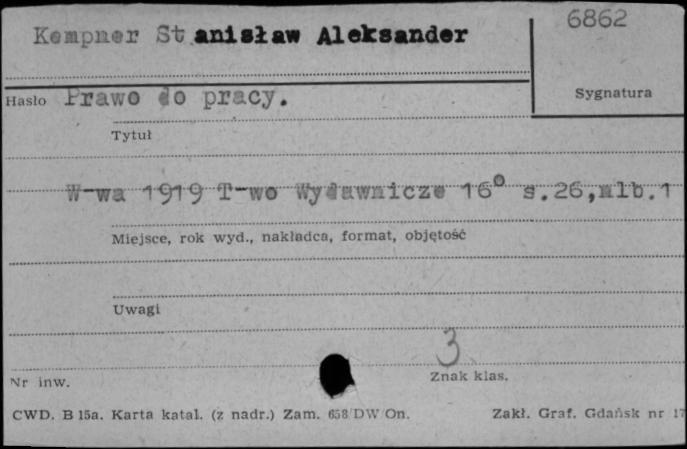 6862
Kempner Stanisław Aleksander
Sygnatura
Hasło Prawo do pracy.
Tytuł
W-wa 1919 T-wo Wydawnicze 16° s.26,nlb.1
Miejsce, rok wyd., nakładca, format, objętość
Uwagi
3
Nr inw. Znak klas.
CWD. B 15a. Karta katal. (z nadr.) Zam. 658/DW/On. Zakł. Graf. Gdańsk nr 17